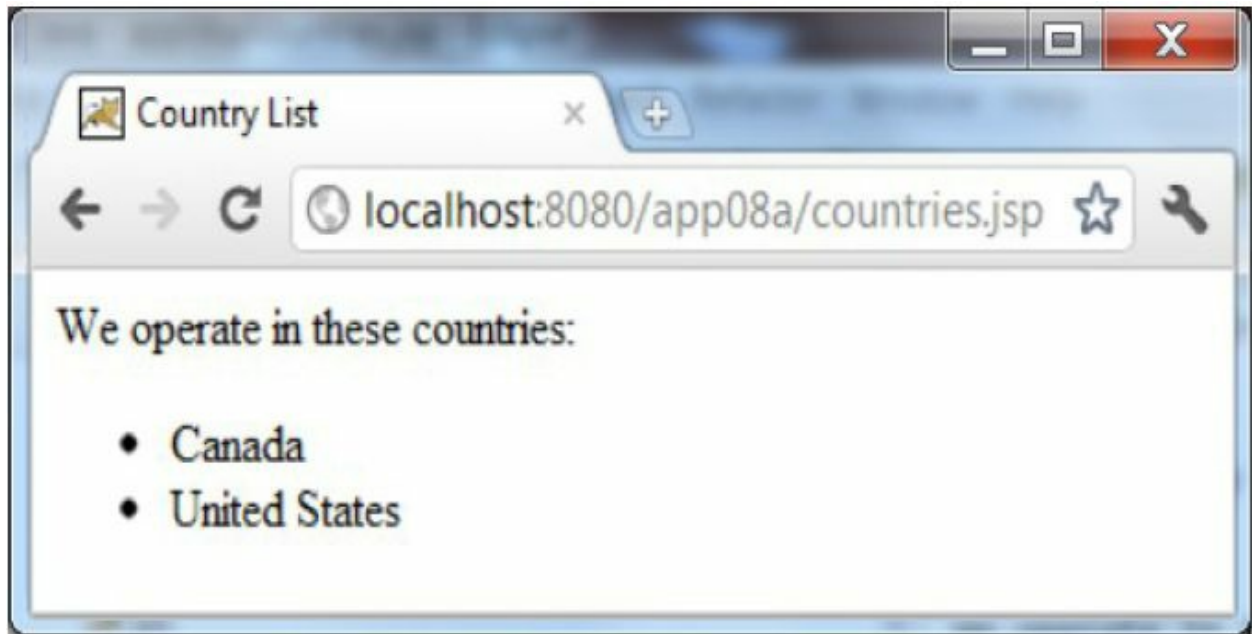 Country List
localhost:8080/app08a/countries.jsp
We operate in these countries:
• Canada
• United States